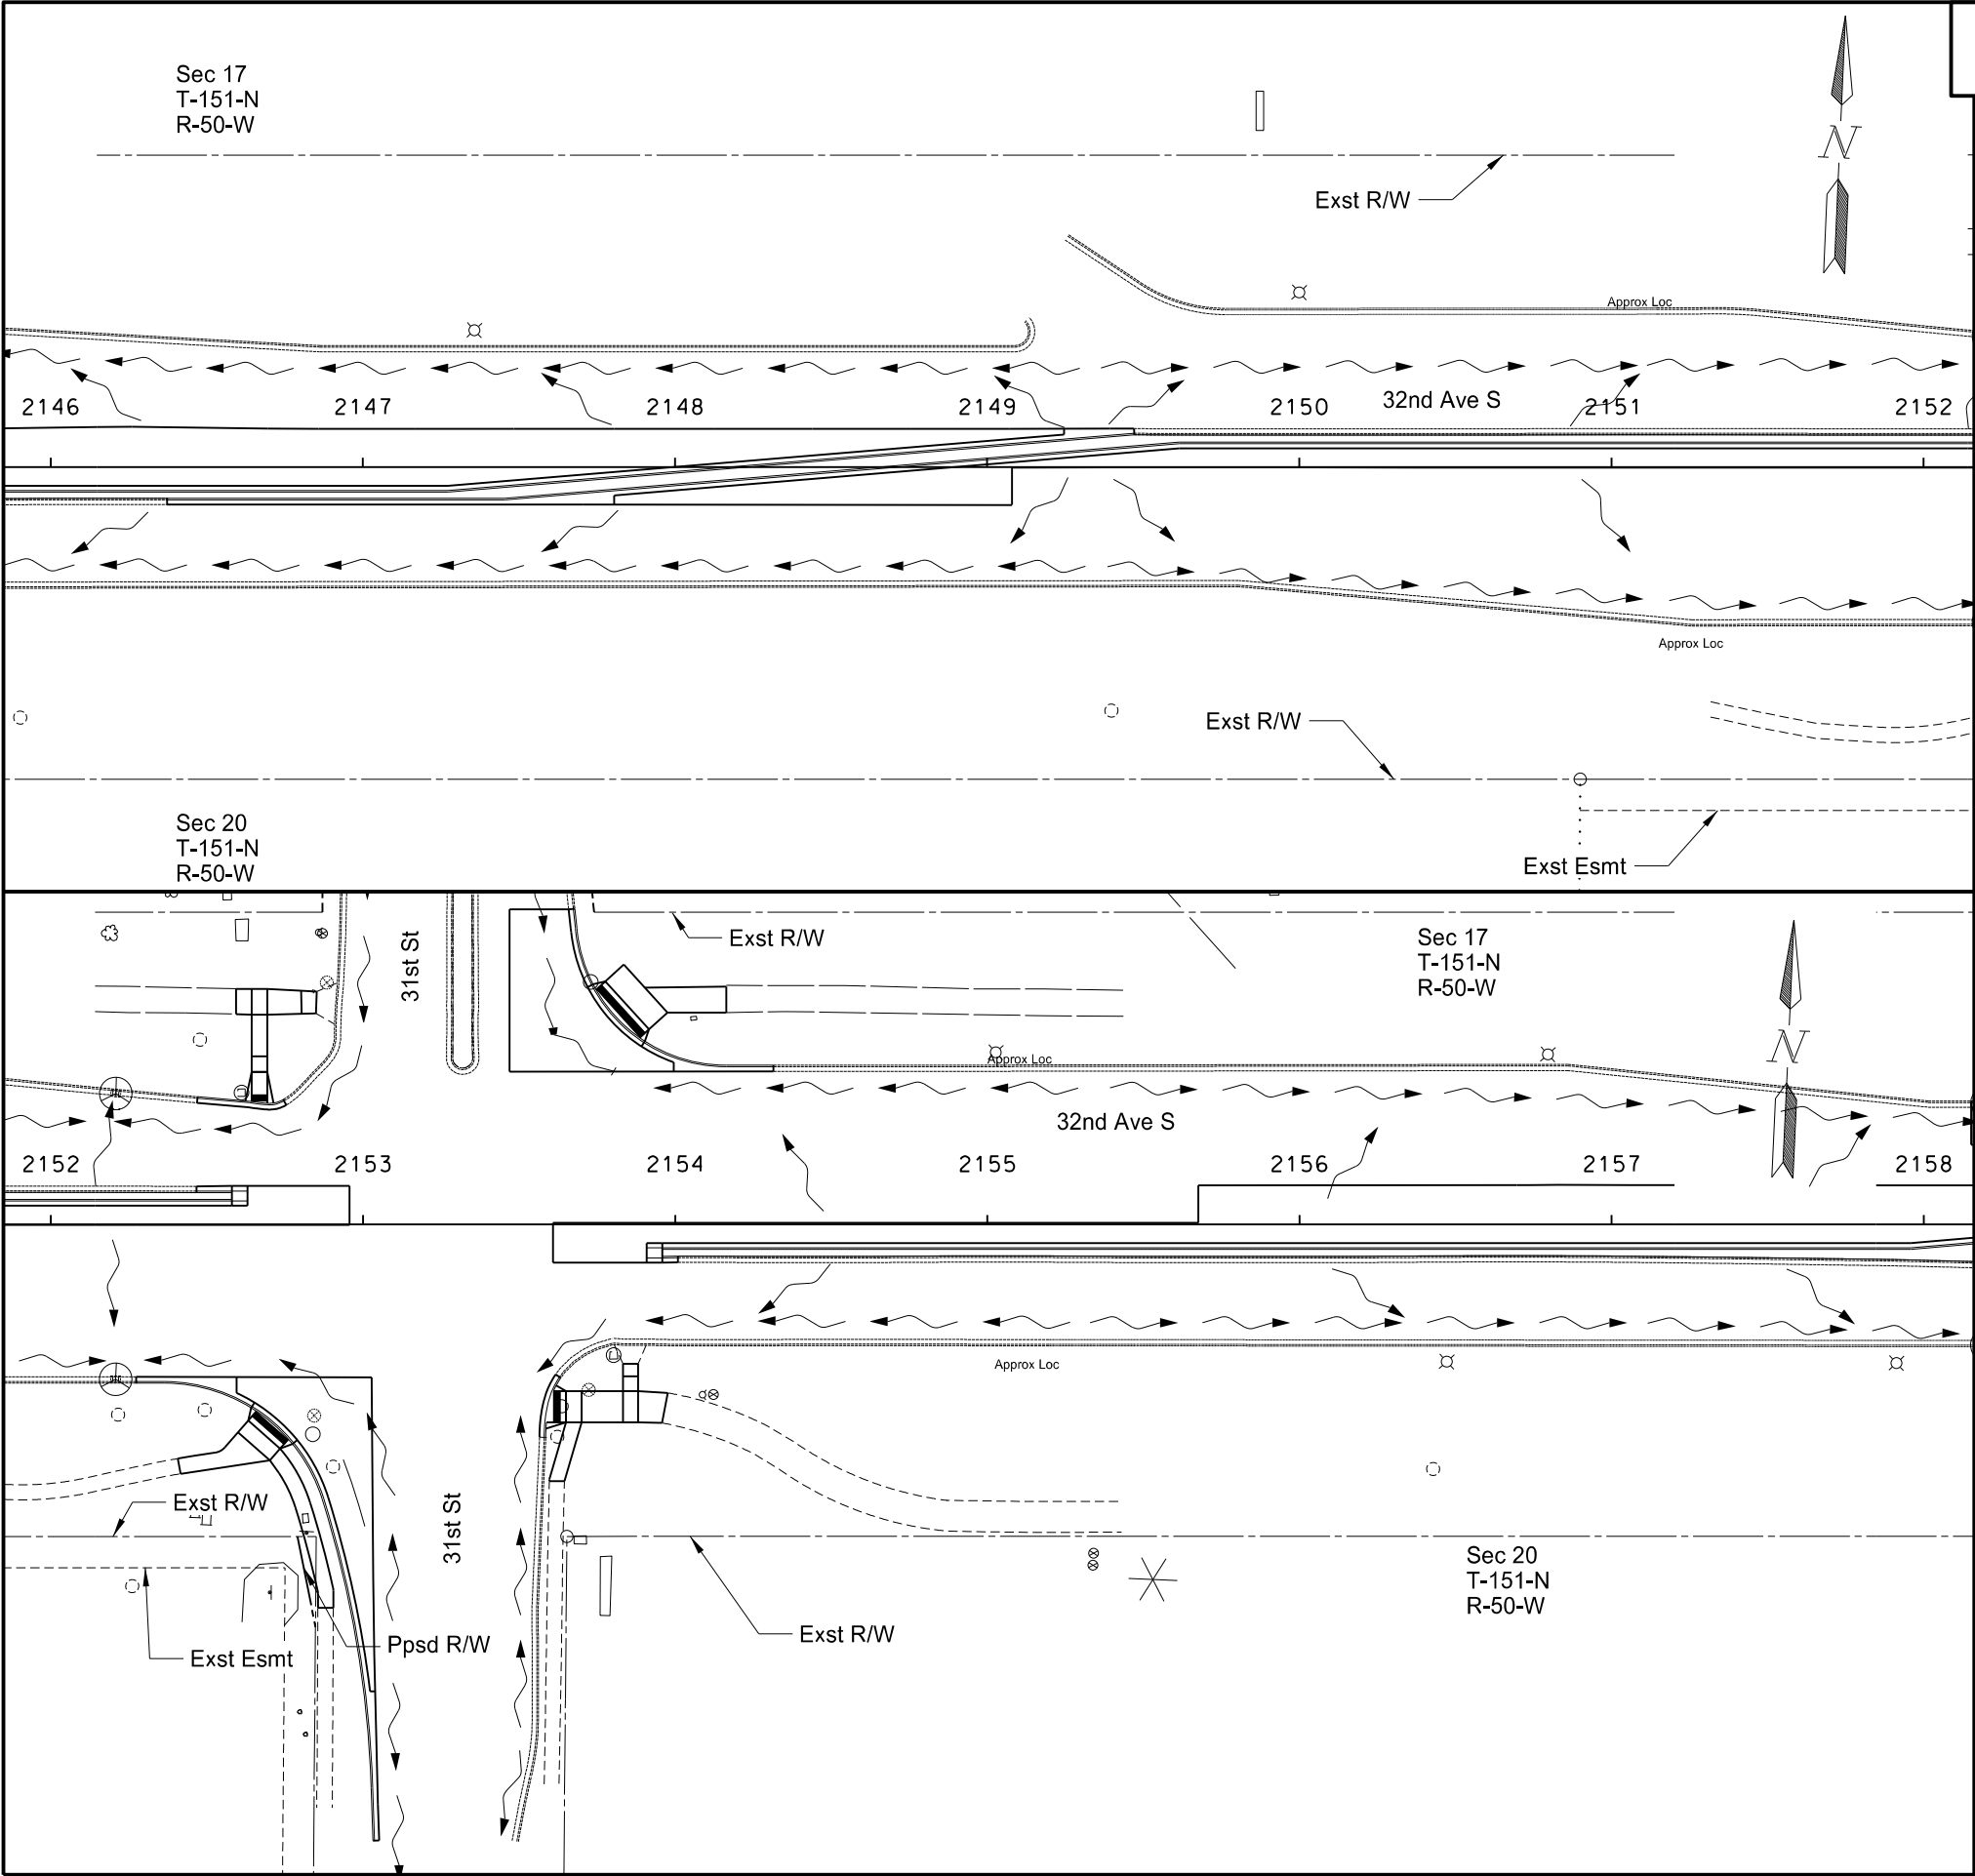 Sec 17
T-151-N
R-50-W
N
Exst R/W
Approx Loc
2146
2147
2148
2149
2150
32nd Ave S
2151
2152
Approx Loc
Exst R/W
Sec 20
T-151-N
R-50-W
Exst Esmt
31st St
Exst R/W
Sec 17
T-151-N
R-50-W
N
Approx Loc
32nd Ave S
2152
2153
2154
2155
2156
2157
2158
Approx Loc
Exst R/W
31st St
Exst Esmt
Ppsd R/W
Exst R/W
Sec 20
T-151-N
R-50-W